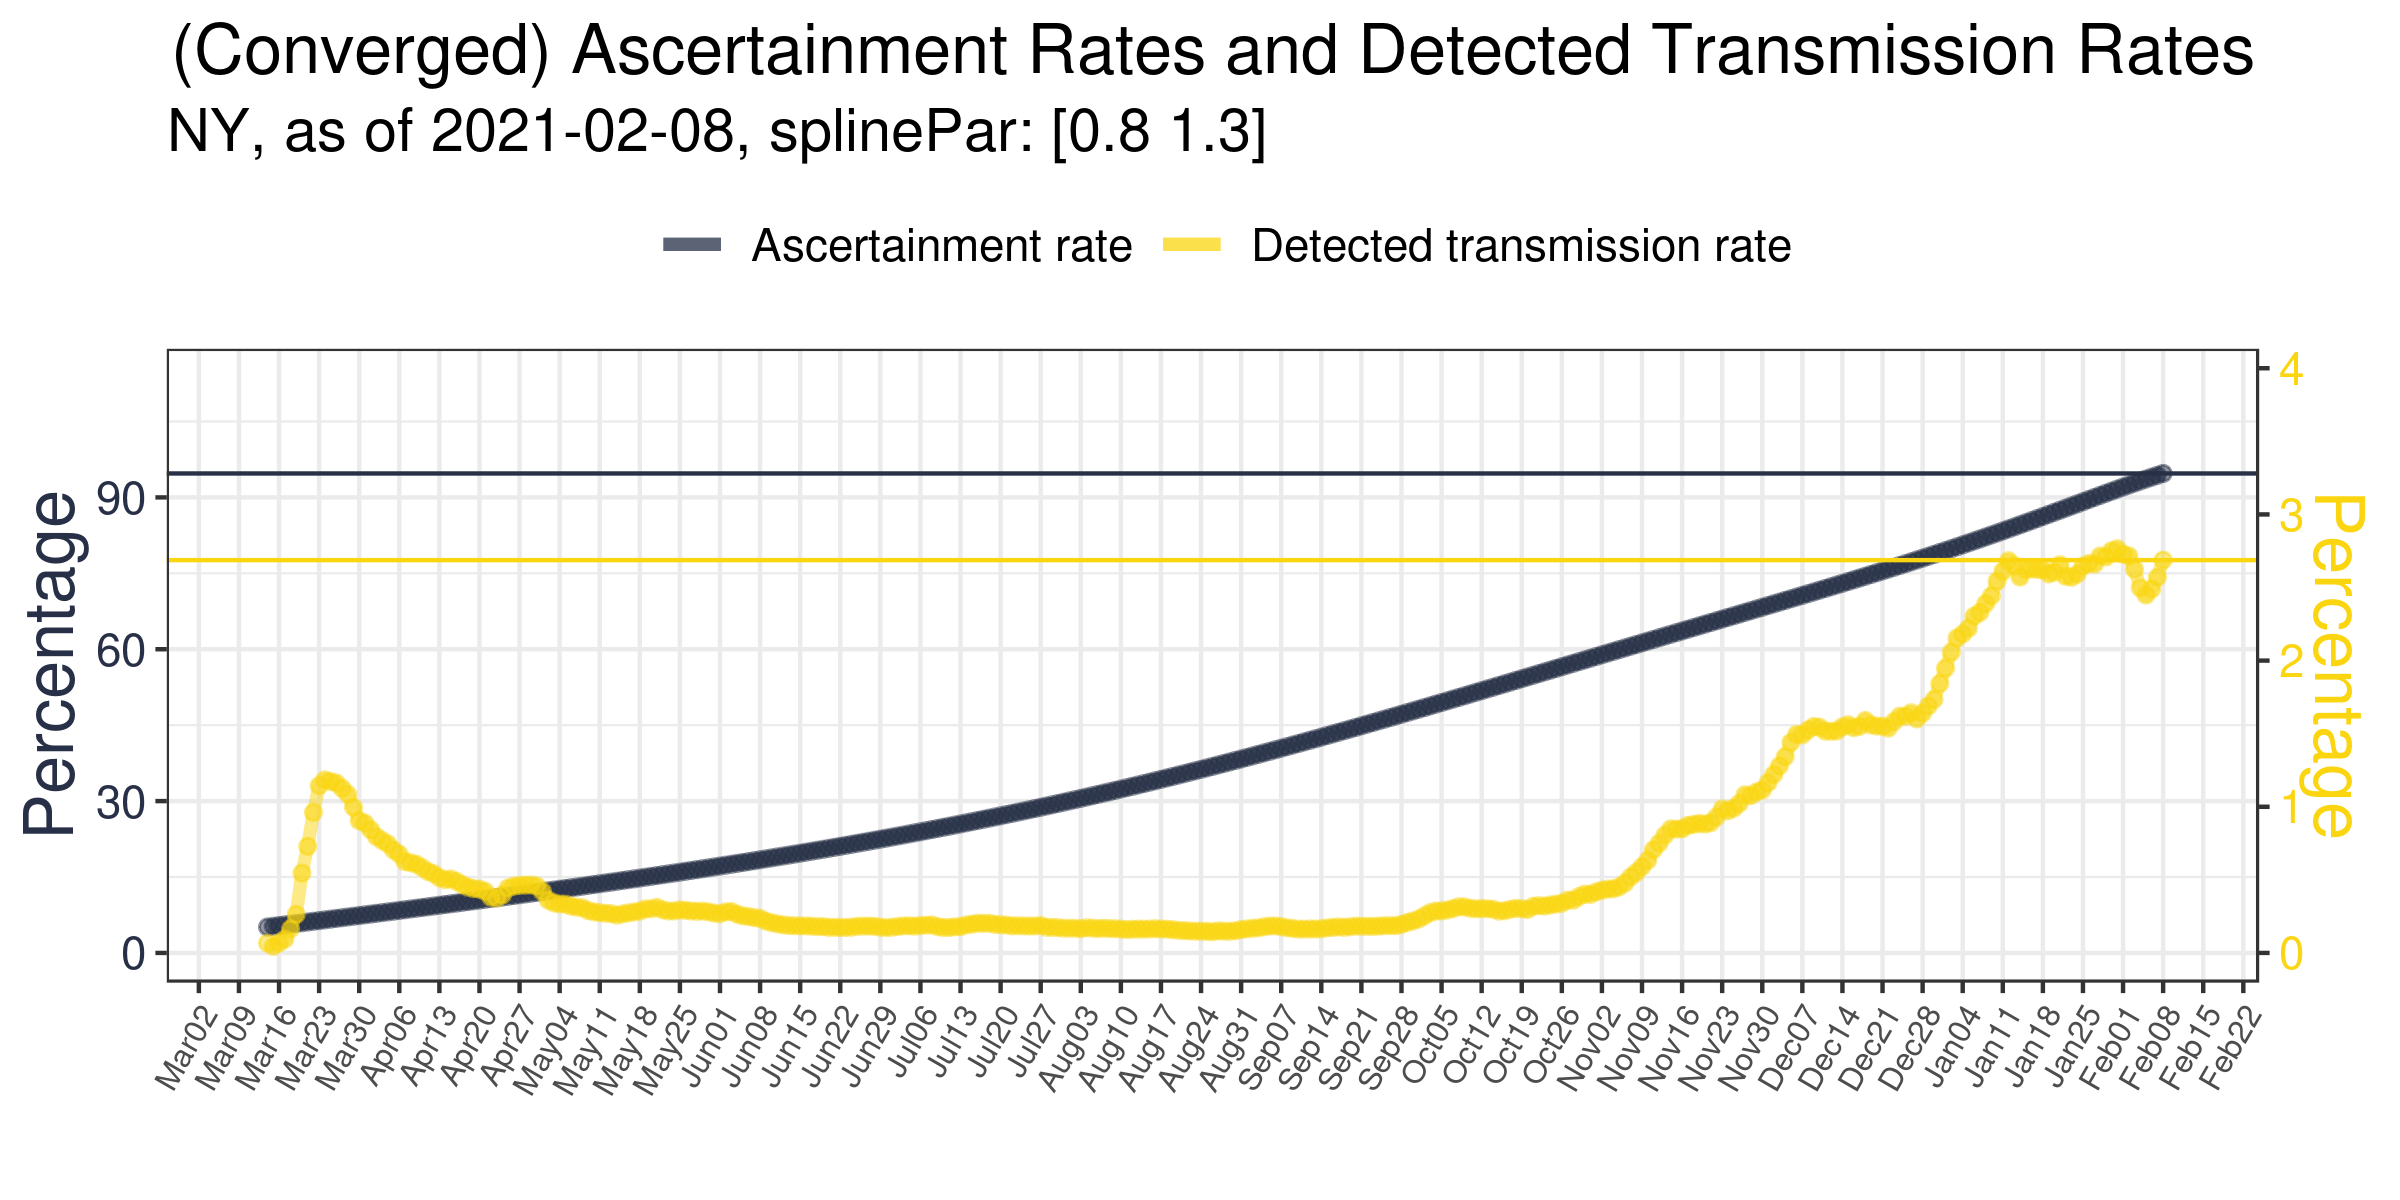 (Converged) Ascertainment Rates and Detected Transmission Rates
NY, as of 2021-02-08, splinePar: [0.8 1.3]
Ascertainment rate Detected transmission rate
Percentage
90
60
30
0
4
3
2
1
0
Percentage
Mar02 Mar09 Mar16 Mar23 Mar30 Apr06 Apr13 Apr20 Apr27 May04 May11 May18 May25 Jun01 Jun08 Jun15 Jun22 Jun29 Jul06 Jul13 Jul20 Jul27 Aug03 Aug10 Aug17 Aug24 Aug31 Sep07 Sep14 Sep21 Sep28 Oct05 Oct12 Oct19 Oct26 Nov02 Nov09 Nov16 Nov23 Nov30 Dec07 Dec14 Dec21 Dec28 Jan04 Jan11 Jan18 Jan25 Feb01 Feb08 Feb15 Feb22